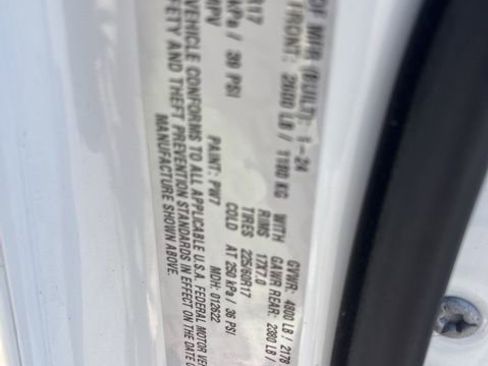 OF MFR (BUILT): 1-24 GVWR: 4800 LB / 2178
FRONT: 2600 LB / 1180 KG WITH GAWR REAR: 2380 LB /
RIMS 17X7.0
R17 TIRES 225/60R17
kPa / 36 PSI COLD AT 250 kPa / 36 PSI
MPV PAINT: PW7 MDH: 012622
VEHICLE CONFORMS TO ALL APPLICABLE U.S.A. FEDERAL MOTOR VEHIC
SAFETY AND THEFT PREVENTION STANDARDS IN EFFECT ON THE DATE O
MANUFACTURE SHOWN ABOVE.